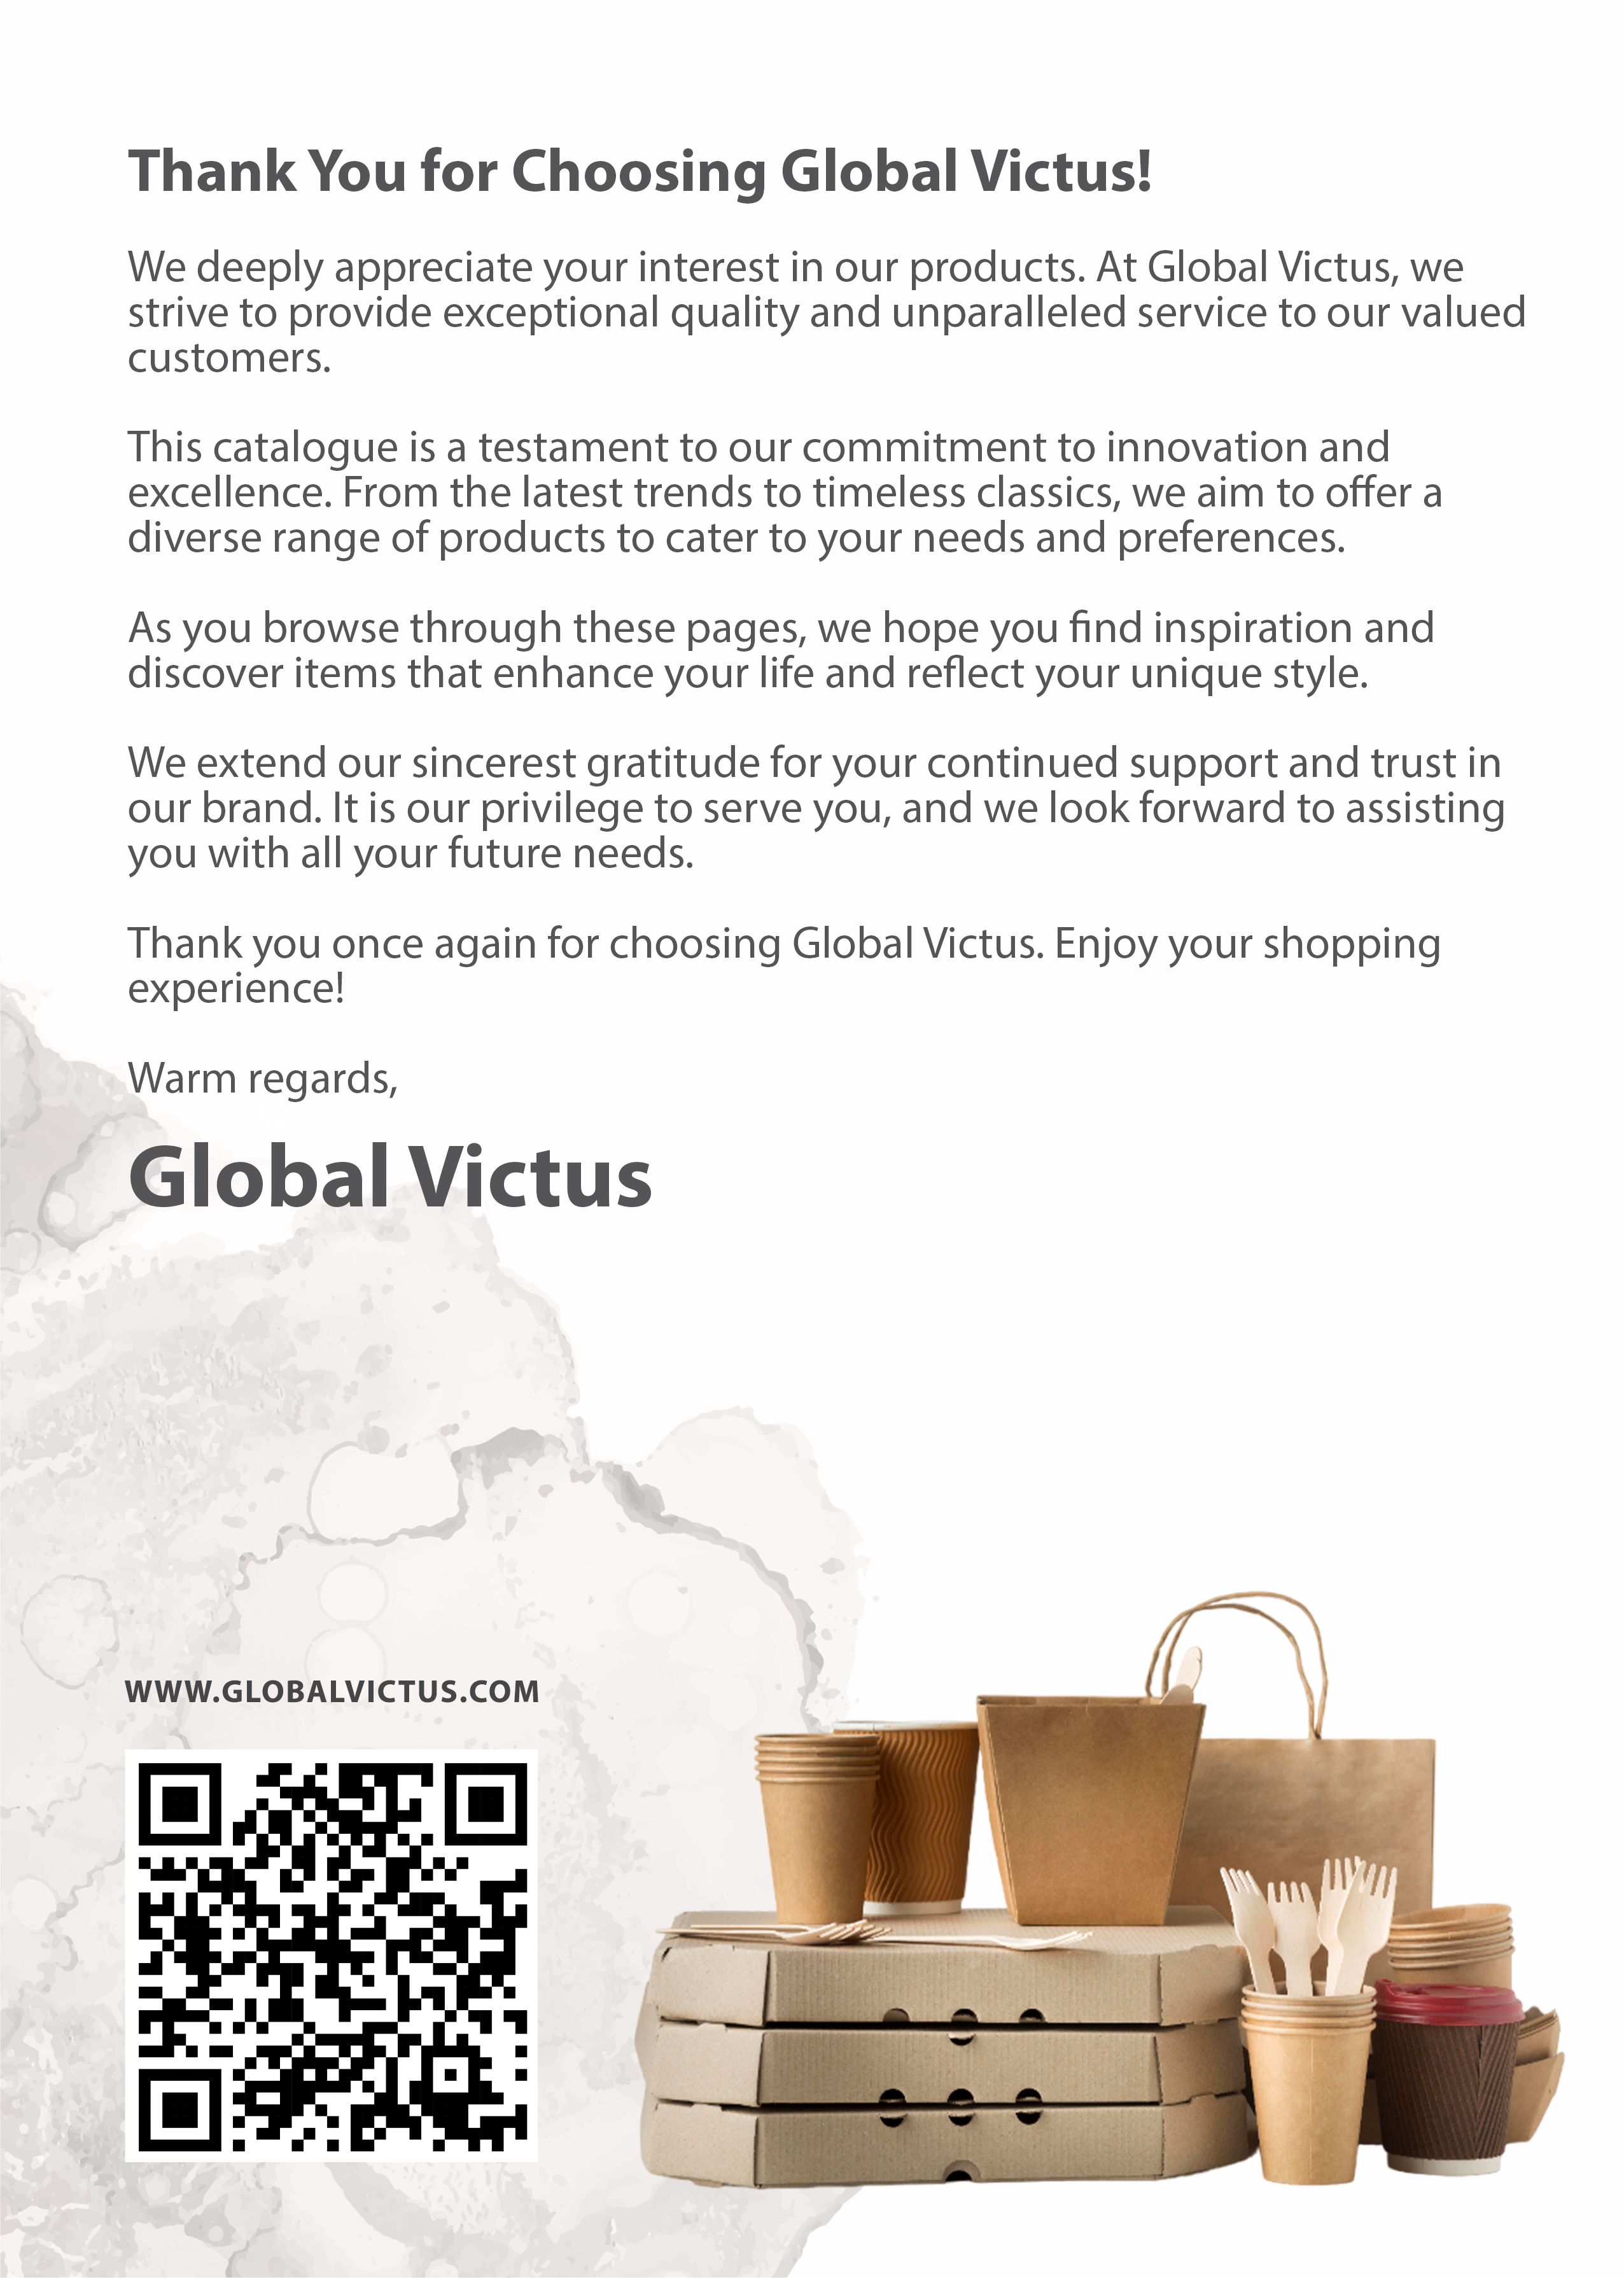 Thank You for Choosing Global Victus!
We deeply appreciate your interest in our products. At Global Victus, we
strive to provide exceptional quality and unparalleled service to our valued
customers.
This catalogue is a testament to our commitment to innovation and
excellence. From the latest trends to timeless classics, we aim to offer a
diverse range of products to cater to your needs and preferences.
As you browse through these pages, we hope you find inspiration and
discover items that enhance your life and reflect your unique style.
We extend our sincerest gratitude for your continued support and trust in
our brand. It is our privilege to serve you, and we look forward to assisting
you with all your future needs.
Thank you once again for choosing Global Victus. Enjoy your shopping
experience!
Warm regards,
Global Victus
WWW.GLOBALVICTUS.COM